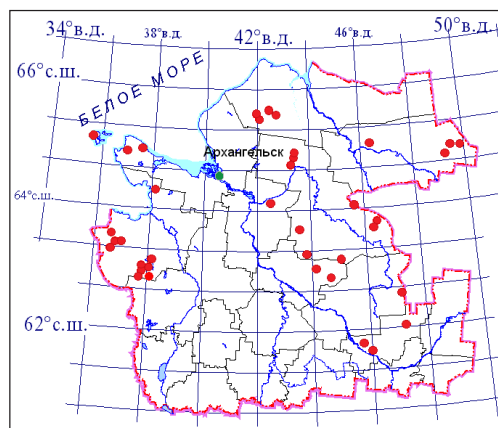 34°в.д.
38°в.д.
42°в.д.
46°в.д.
50°в.д.
66°с.ш.
БЕЛОЕ МОРЕ
Архангельск
64°с.ш.
62°с.ш.